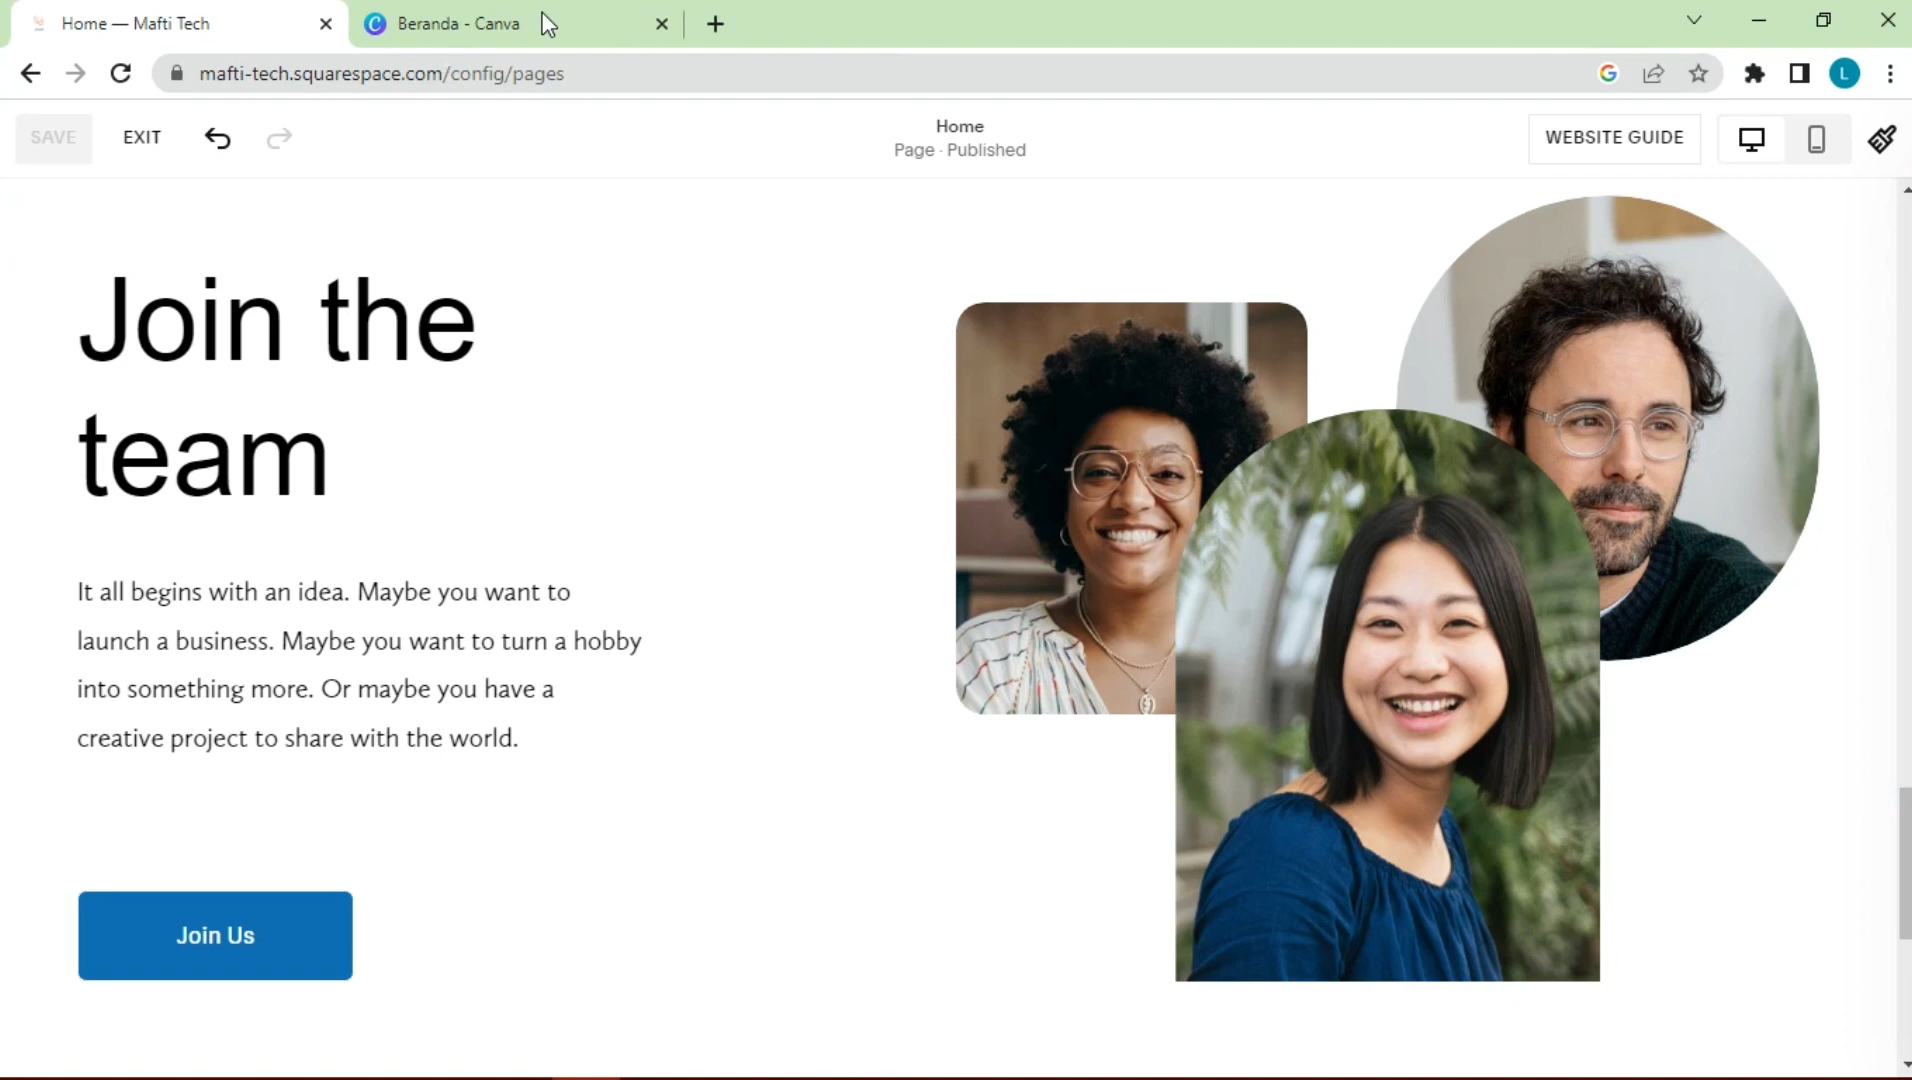 Home — Mafti Tech
Beranda - Canva
mafti-tech.squarespace.com/config/pages
L
SAVE
EXIT
Home
Page · Published
WEBSITE GUIDE
Join the
team
It all begins with an idea. Maybe you want to
launch a business. Maybe you want to turn a hobby
into something more. Or maybe you have a
creative project to share with the world.
Join Us